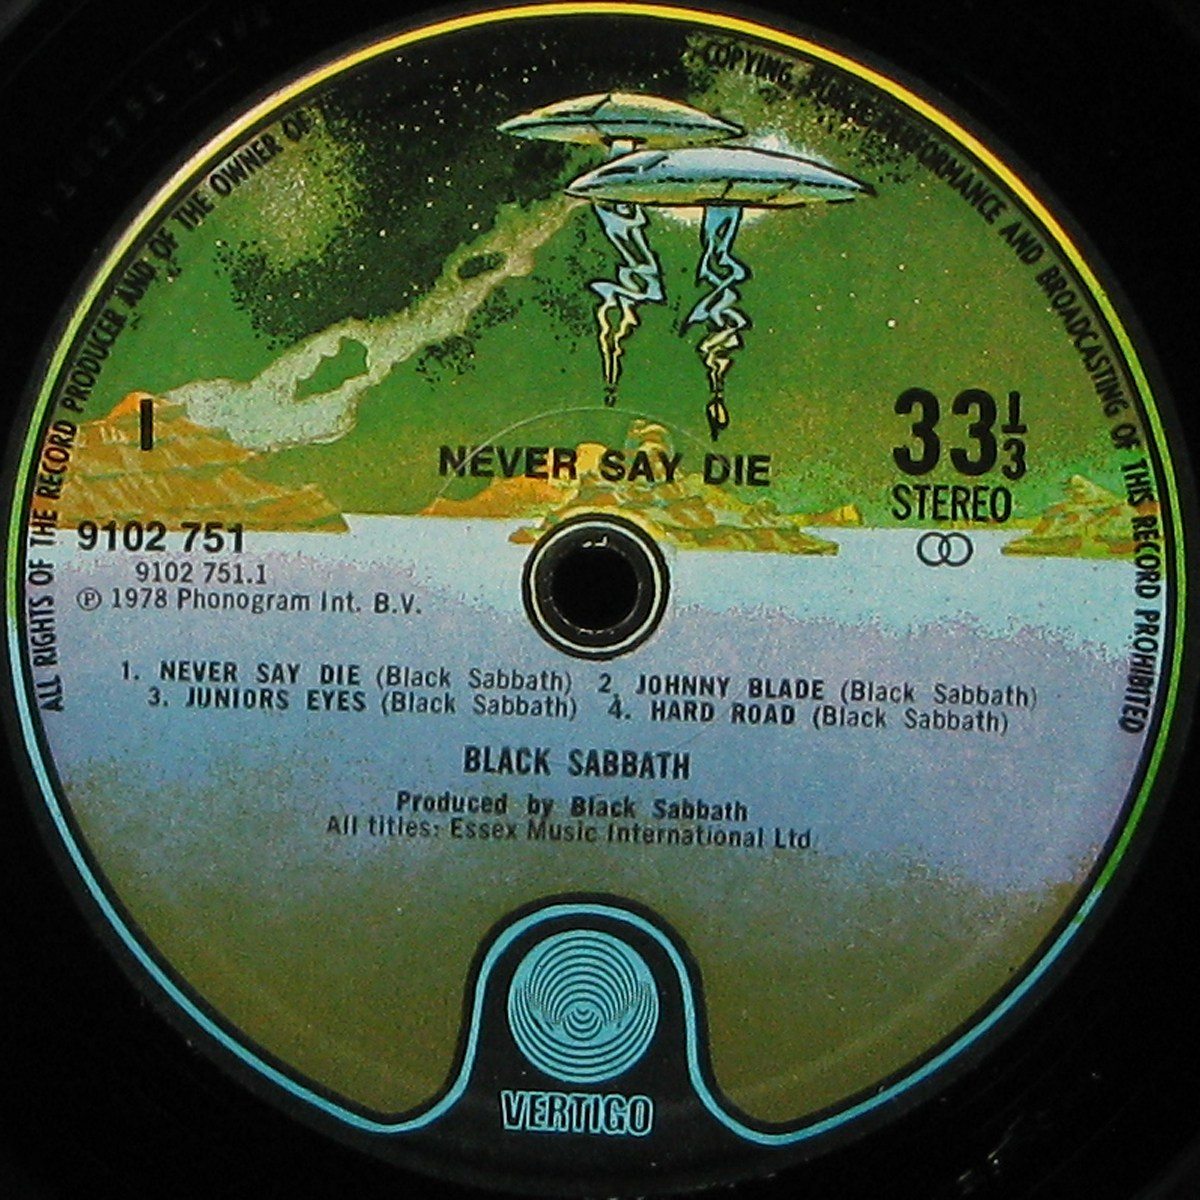 ALL RIGHTS OF THE RECORD PRODUCER AND OF THE OWNER OF
COPYING, PERFORMANCE AND BROADCASTING OF THIS RECORD PROHIBITED
I
NEVER SAY DIE
33 1/3
STEREO
9102 751
9102 751.1
℗ 1978 Phonogram Int. B.V.
1. NEVER SAY DIE (Black Sabbath) 2. JOHNNY BLADE (Black Sabbath)
3. JUNIORS EYES (Black Sabbath) 4. HARD ROAD (Black Sabbath)
BLACK SABBATH
Produced by Black Sabbath
All titles: Essex Music International Ltd.
VERTIGO